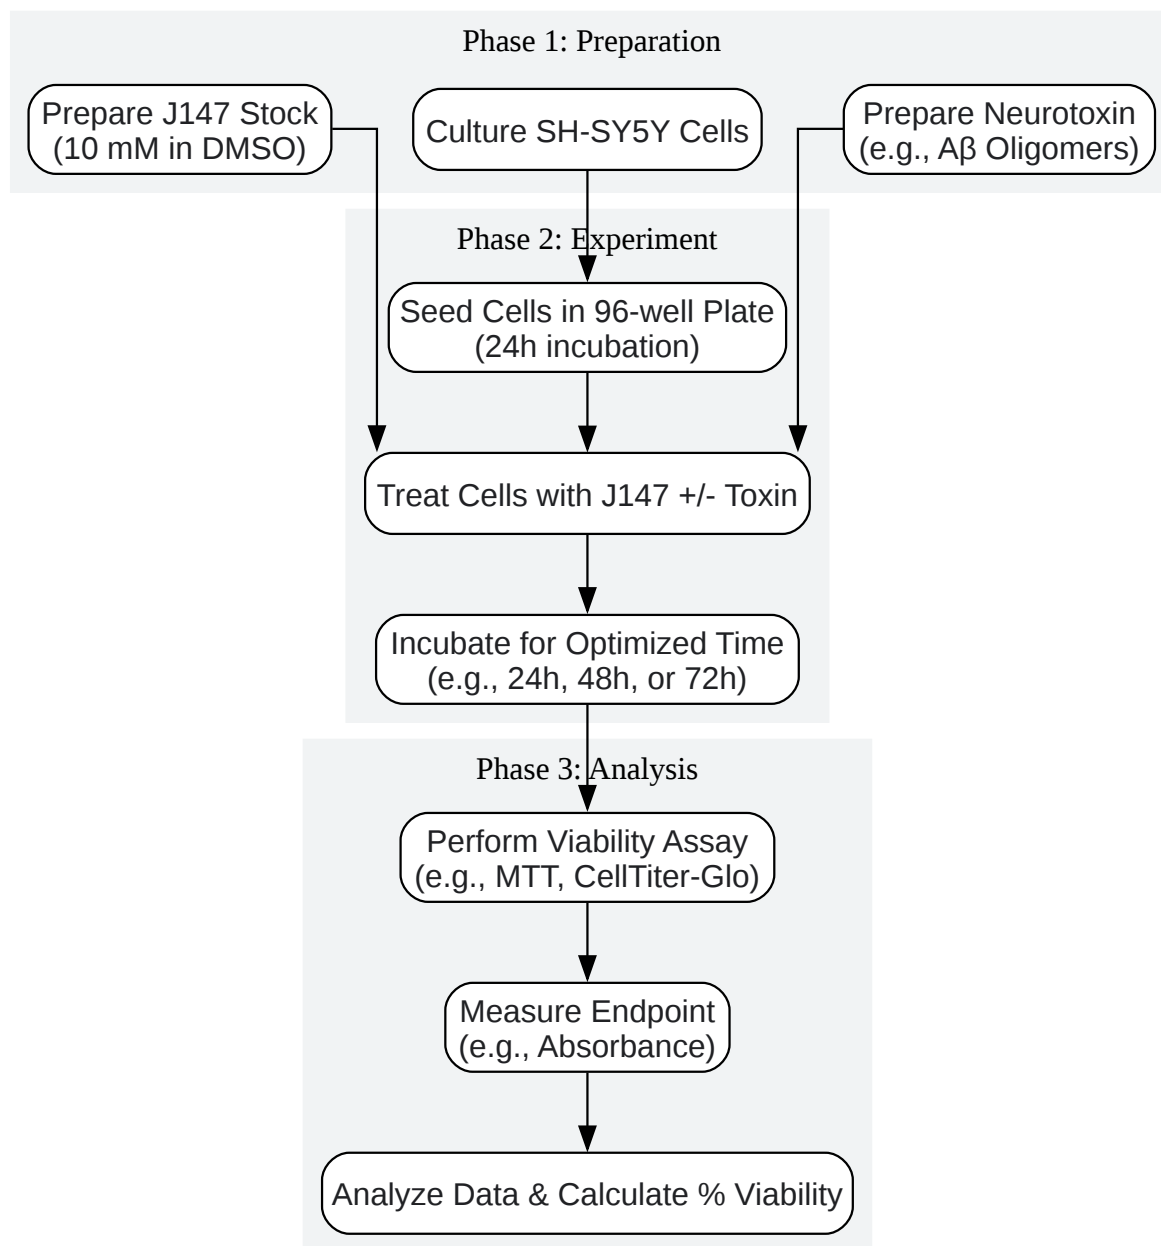 Phase 1: Preparation
Prepare J147 Stock
(10 mM in DMSO)
Culture SH-SY5Y Cells
Prepare Neurotoxin
(e.g., Aβ Oligomers)
Phase 2: Experiment
Seed Cells in 96-well Plate
(24h incubation)
Treat Cells with J147 +/- Toxin
Incubate for Optimized Time
(e.g., 24h, 48h, or 72h)
Phase 3: Analysis
Perform Viability Assay
(e.g., MTT, CellTiter-Glo)
Measure Endpoint
(e.g., Absorbance)
Analyze Data & Calculate % Viability